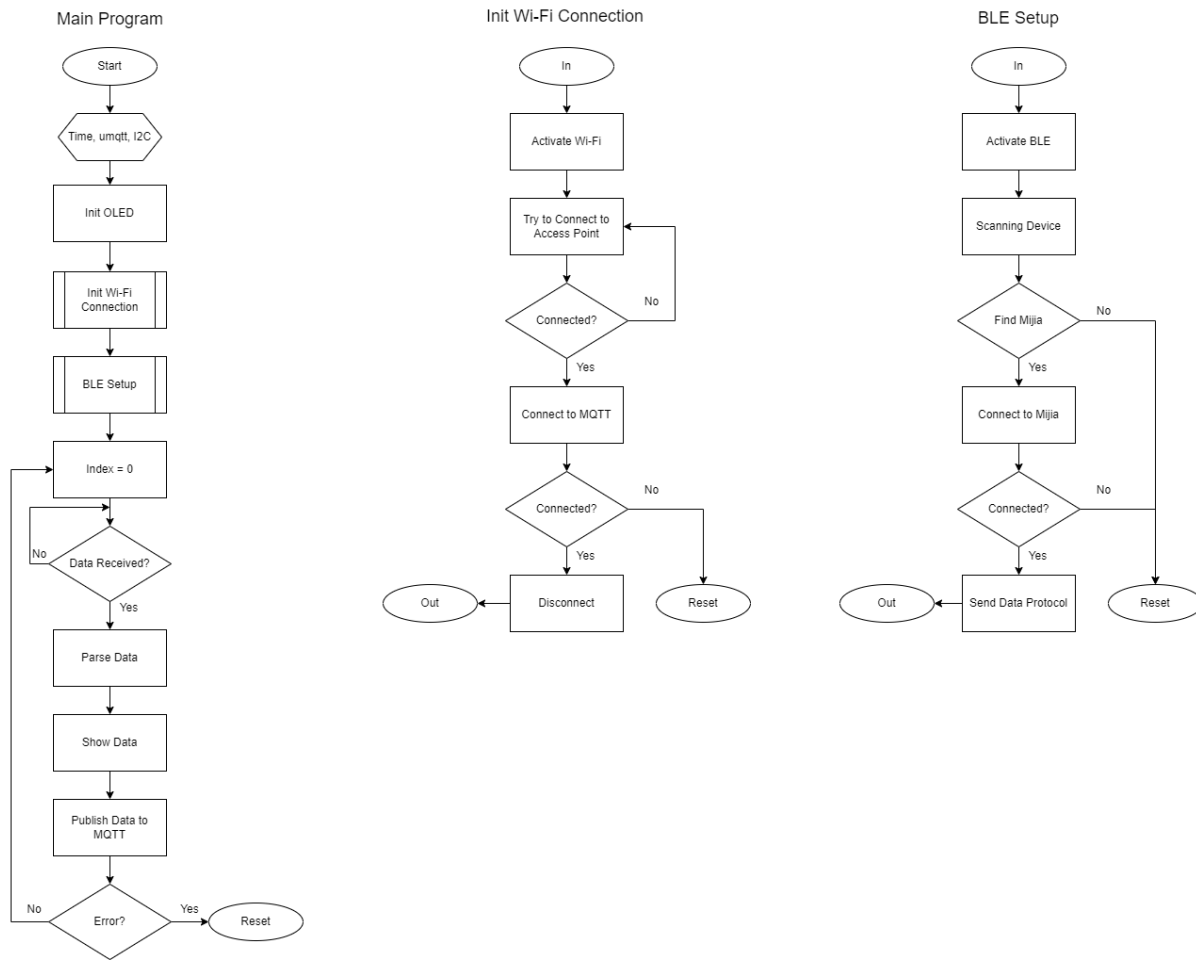 Main Program
Start
Time, umqtt, I2C
Init OLED
Init Wi-Fi
Connection
BLE Setup
Index = 0
No
Data Received?
Yes
Parse Data
Show Data
Publish Data to
MQTT
No
Error?
Yes
Reset
Init Wi-Fi Connection
In
Activate Wi-Fi
Try to Connect to
Access Point
Connected?
No
Yes
Connect to MQTT
Connected?
No
Yes
Out
Disconnect
Reset
BLE Setup
In
Activate BLE
Scanning Device
Find Mijia
No
Yes
Connect to Mijia
Connected?
No
Yes
Out
Send Data Protocol
Reset